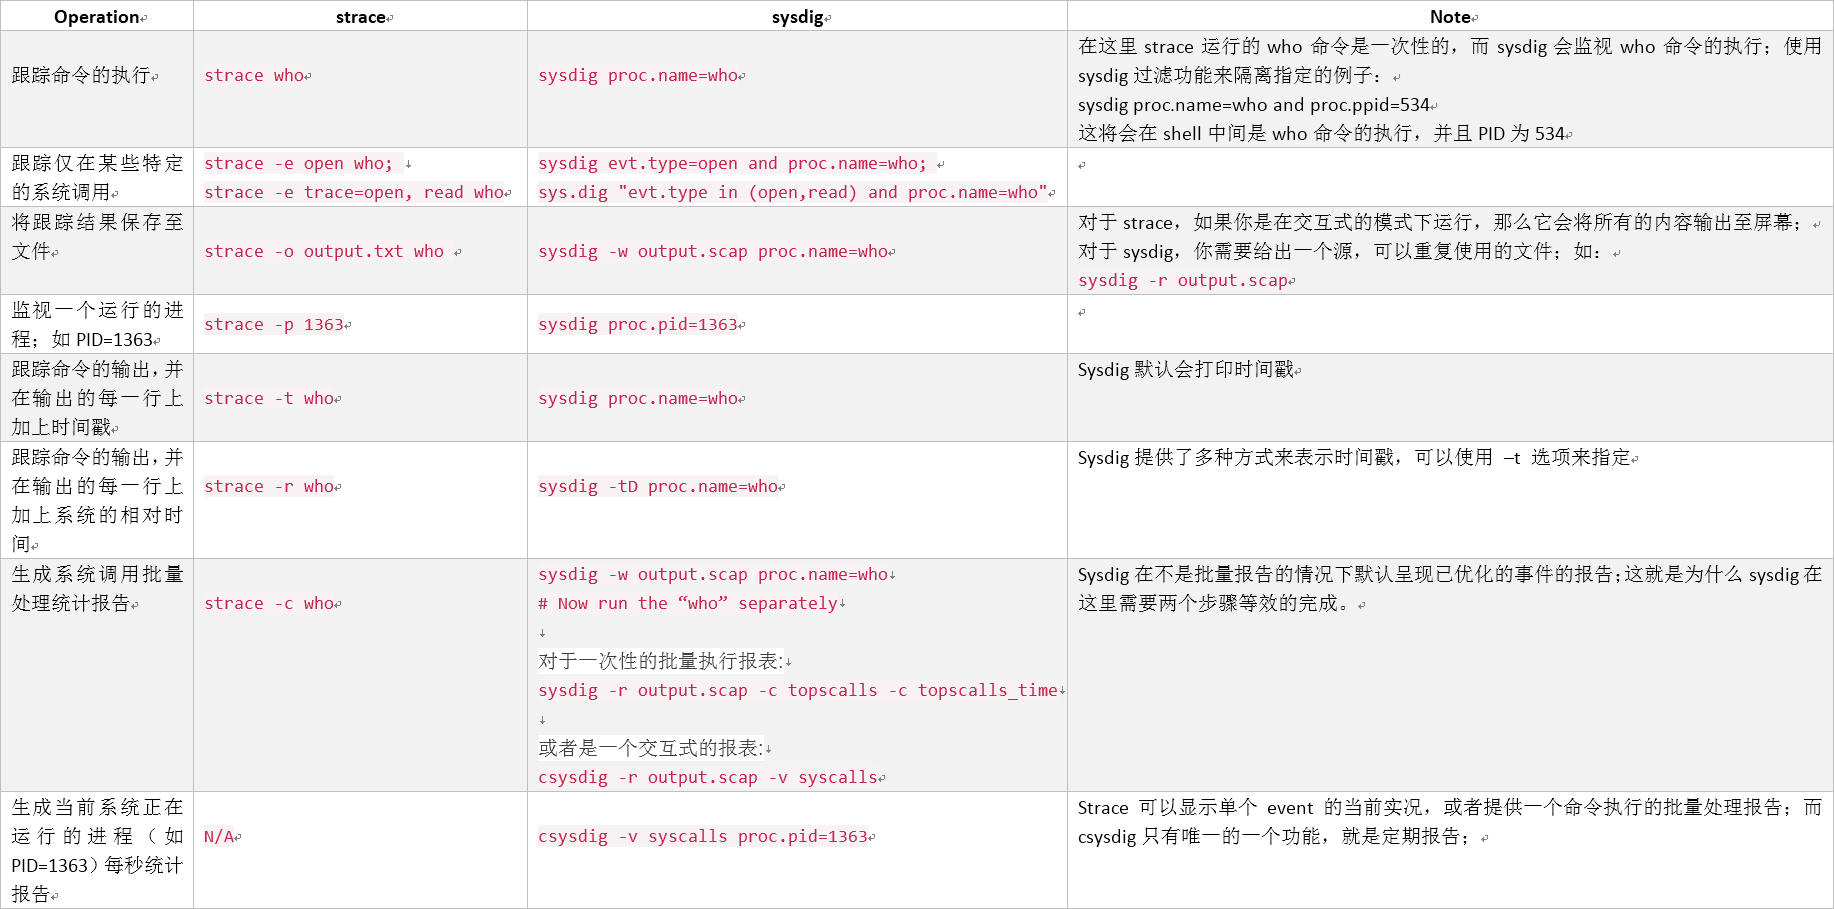 Operation
strace
sysdig
Note
跟踪命令的执行
strace who
sysdig proc.name=who
在这里 strace 运行的 who 命令是一次性的，而 sysdig 会监视 who 命令的执行；使用
sysdig 过滤功能来隔离指定的例子：
sysdig proc.name=who and proc.ppid=534
这将会在 shell 中间是 who 命令的执行，并且 PID 为 534
跟踪仅在某些特定
的系统调用
strace -e open who;
strace -e trace=open, read who
sysdig evt.type=open and proc.name=who;
sys.dig "evt.type in (open,read) and proc.name=who"
将跟踪结果保存至
文件
strace -o output.txt who
sysdig -w output.scap proc.name=who
对于 strace，如果你是在交互式的模式下运行，那么它会将所有的内容输出至屏幕；
对于 sysdig，你需要给出一个源，可以重复使用的文件；如：
sysdig -r output.scap
监视一个运行的进
程；如 PID=1363
strace -p 1363
sysdig proc.pid=1363
跟踪命令的输出，并
在输出的每一行上
加上时间戳
strace -t who
sysdig proc.name=who
Sysdig 默认会打印时间戳
跟踪命令的输出，并
在输出的每一行上
加上系统的相对时
间
strace -r who
sysdig -tD proc.name=who
Sysdig 提供了多种方式来表示时间戳，可以使用 –t 选项来指定
生成系统调用批量
处理统计报告
strace -c who
sysdig -w output.scap proc.name=who
# Now run the “who” separately
对于一次性的批量执行报表:
sysdig -r output.scap -c topscalls -c topscalls_time
或者是一个交互式的报表:
csysdig -r output.scap -v syscalls
Sysdig 在不是批量报告的情况下默认呈现已优化的事件的报告；这就是为什么 sysdig 在
这里需要两个步骤等效的完成。
生成当前系统正在
运行的进程（如
PID=1363）每秒统计
报告
N/A
csysdig -v syscalls proc.pid=1363
Strace 可以显示单个 event 的当前实况，或者提供一个命令执行的批量处理报告；而
csysdig 只有唯一的一个功能，就是定期报告；